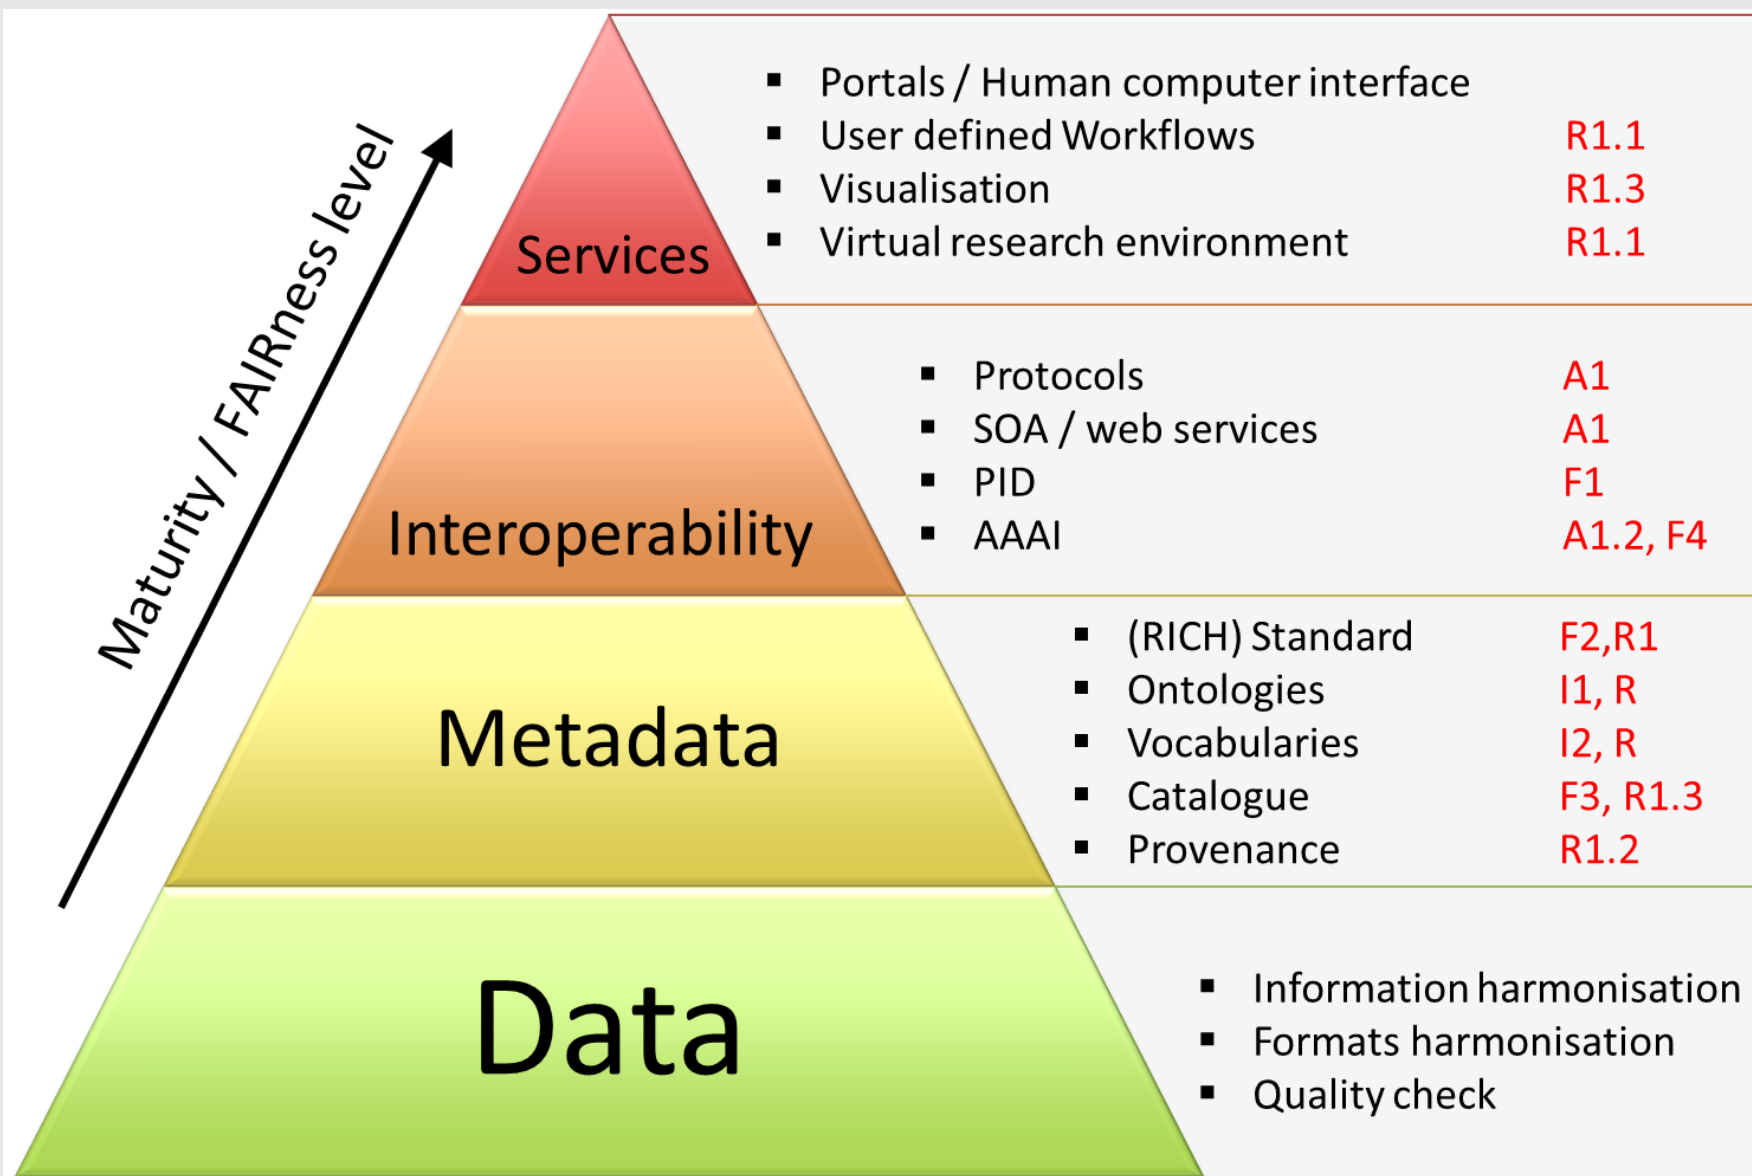 Maturity / FAIRness level
Services
▪ Portals / Human computer interface
▪ User defined Workflows R1.1
▪ Visualisation R1.3
▪ Virtual research environment R1.1
Interoperability
▪ Protocols A1
▪ SOA / web services A1
▪ PID F1
▪ AAAI A1.2, F4
Metadata
▪ (RICH) Standard F2,R1
▪ Ontologies I1, R
▪ Vocabularies I2, R
▪ Catalogue F3, R1.3
▪ Provenance R1.2
Data
▪ Information harmonisation
▪ Formats harmonisation
▪ Quality check